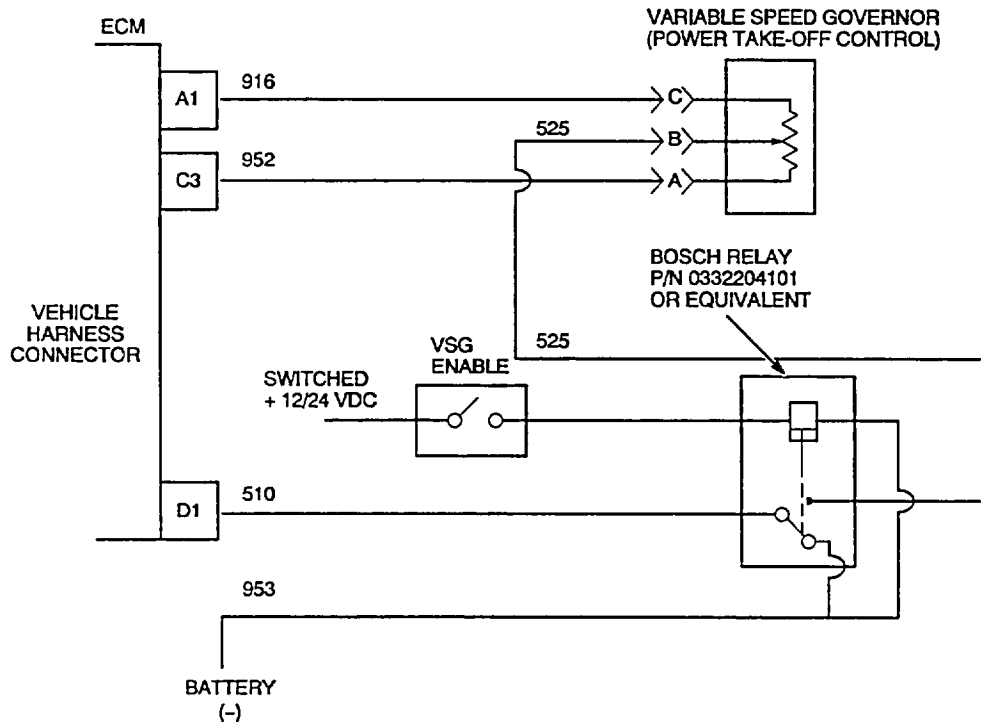 ECM
VARIABLE SPEED GOVERNOR
(POWER TAKE-OFF CONTROL)
A1
916
C
525
B
C3
952
A
BOSCH RELAY
P/N 0332204101
OR EQUIVALENT
VEHICLE
HARNESS
CONNECTOR
VSG
ENABLE
525
SWITCHED
+ 12/24 VDC
D1
510
953
BATTERY
(-)